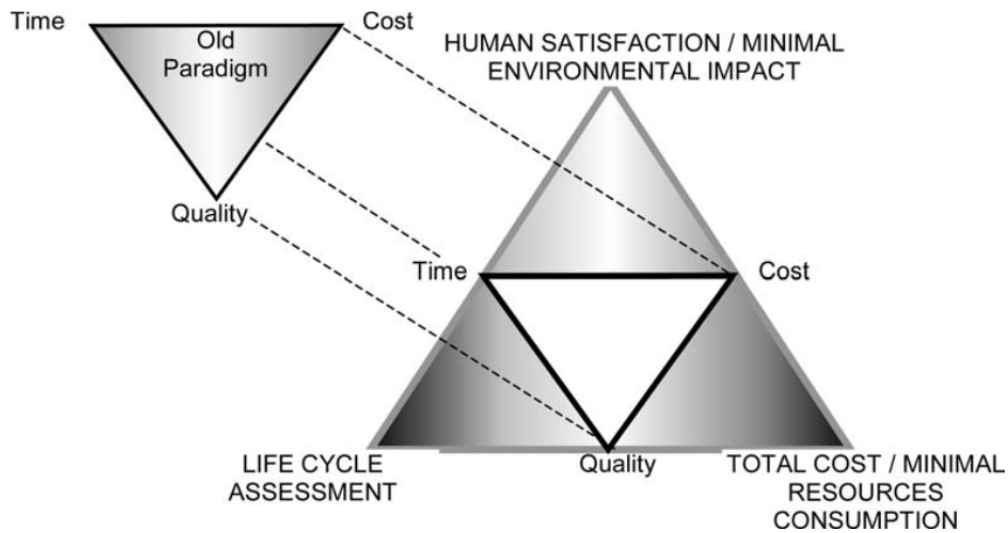 Time
Cost
Old
Paradigm
Quality
HUMAN SATISFACTION / MINIMAL
ENVIRONMENTAL IMPACT
Time
Cost
Quality
LIFE CYCLE
ASSESSMENT
TOTAL COST / MINIMAL
RESOURCES
CONSUMPTION